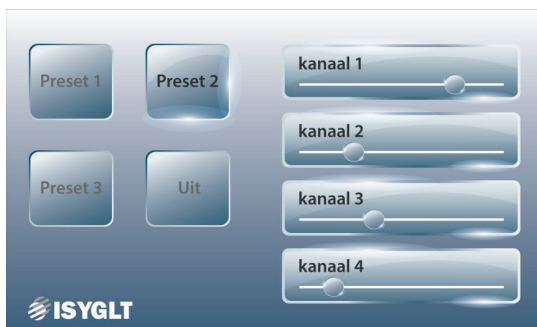 Preset 1
Preset 2
Preset 3
Uit
kanaal 1
kanaal 2
kanaal 3
kanaal 4
ISYGLT